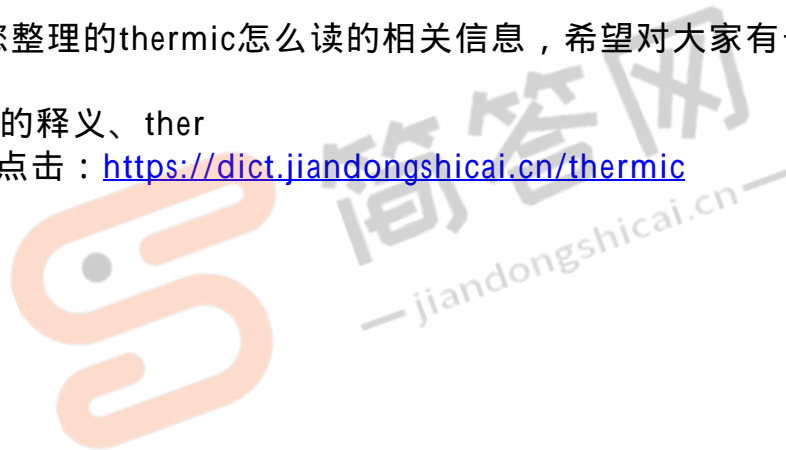 您整理的thermic怎么读的相关信息，希望对大家有
的释义、ther
点击：https://dict.jiandongshicai.cn/thermic
简答网
jiandongshicai.cn